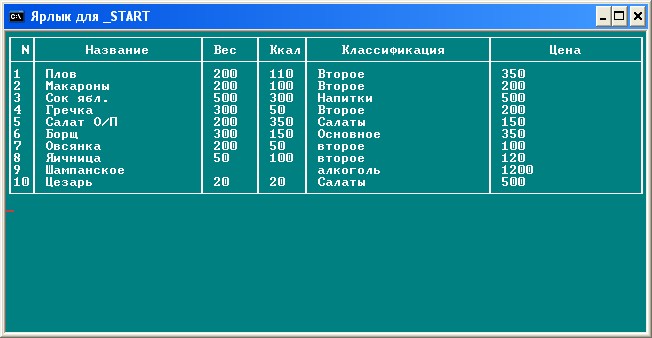 Ярлык для _START
N Название Вес Ккал Классификация Цена
1 Плов 200 110 Второе 350
2 Макароны 200 100 Второе 200
3 Сок ябл. 500 300 Напитки 500
4 Гречка 300 50 Второе 200
5 Салат О/П 200 350 Салаты 150
6 Борщ 300 150 Основное 350
7 Овсянка 200 50 второе 100
8 Яичница 50 100 второе 120
9 Шампанское алкоголь 1200
10 Цезарь 20 20 Салаты 500